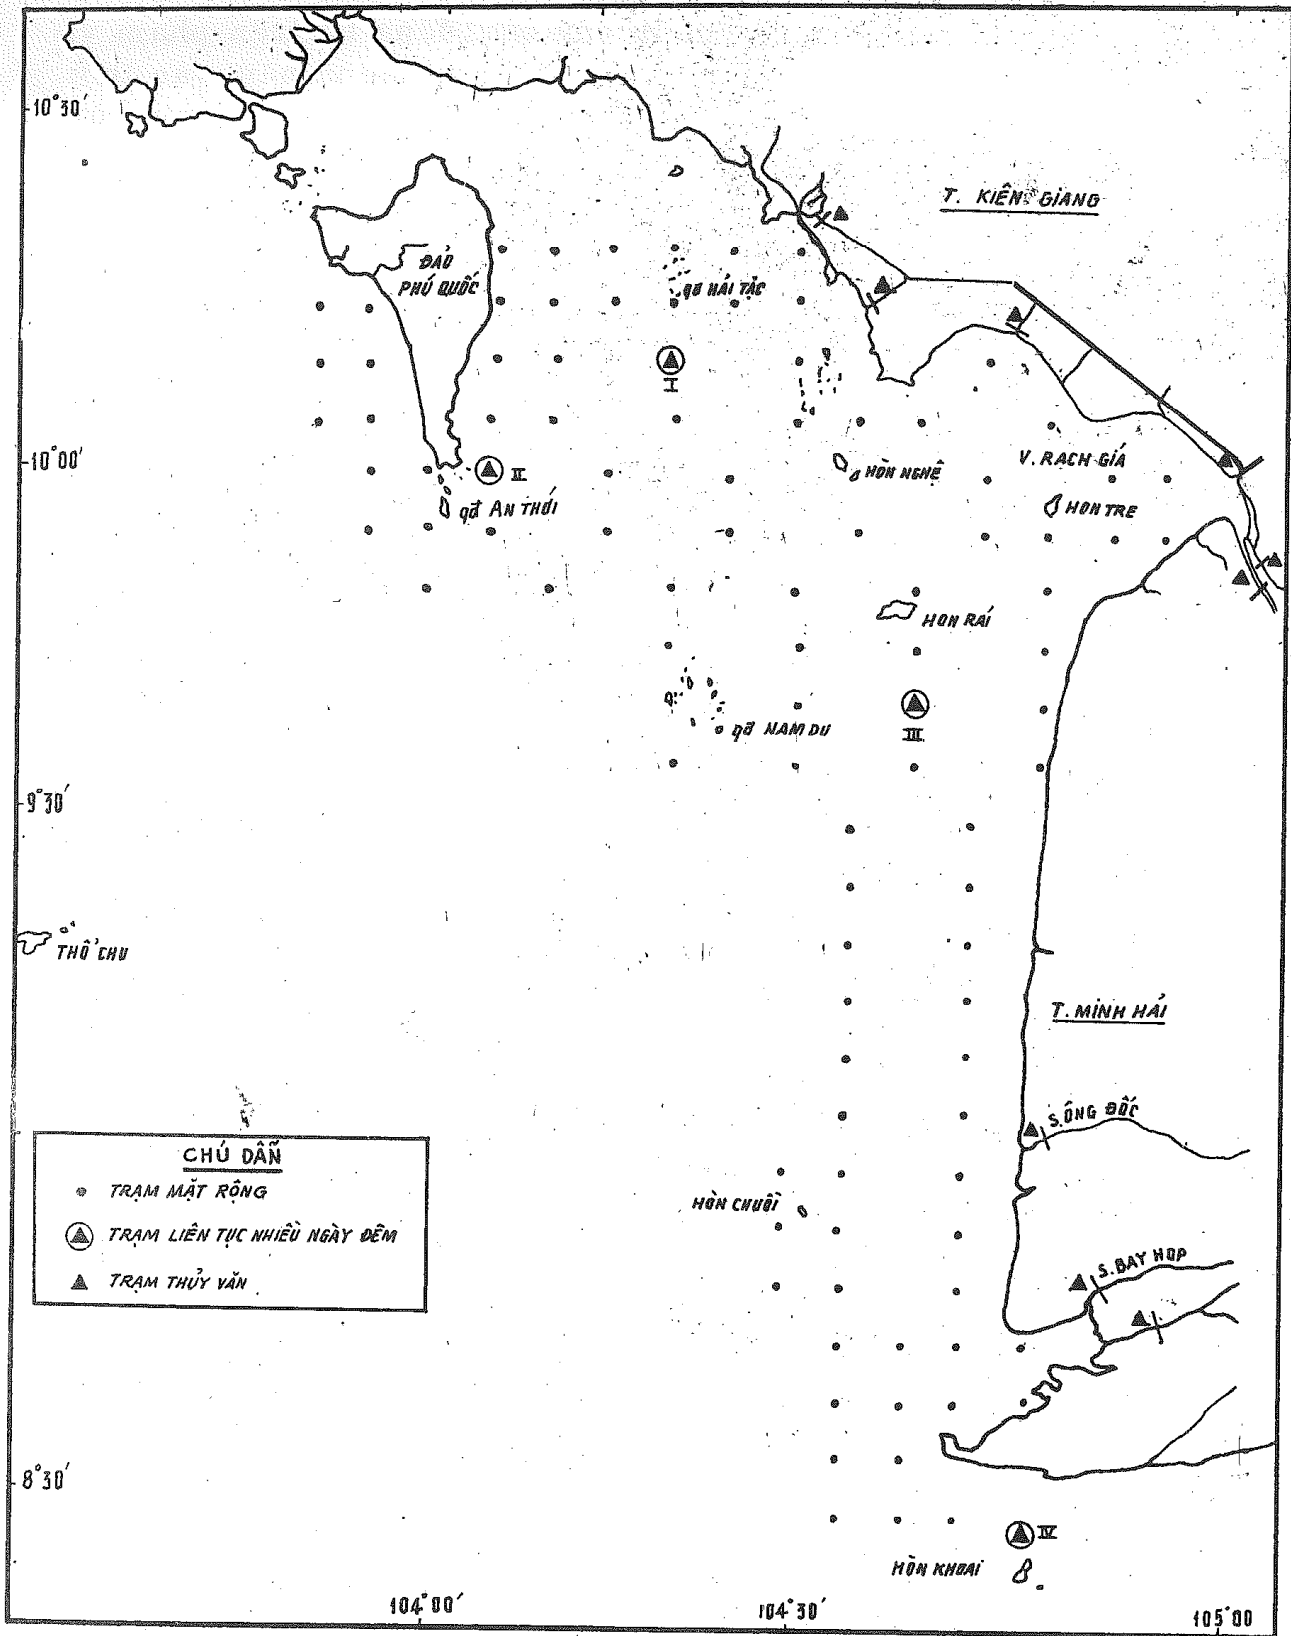 10°30'
T. KIÊN GIANG
ĐẢO
PHÚ QUỐC
qđ HẢI TẶC
I
10°00'
II
HÒN NGHỆ
V. RẠCH GIÁ
qđ AN THỚI
HON TRE
HON RAÍ
III
qđ NAM DU
9°30'
THỔ CHU
T. MINH HẢI
S. ÔNG ĐỐC
CHÚ DẪN
TRẠM MẶT RỘNG
TRẠM LIÊN TỤC NHIỀU NGÀY ĐÊM
TRẠM THỦY VĂN
HÒN CHUỐI
S. BAY HOP
8°30'
IV
HÒN KHOAI
104°00'
104°30'
105°00